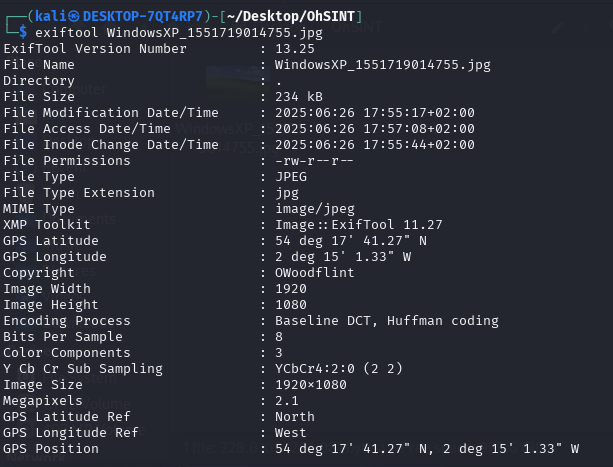 ┌──(kali㉿DESKTOP-7QT4RP7)-[~/Desktop/OhSINT]
└─$ exiftool WindowsXP_1551719014755.jpg
ExifTool Version Number : 13.25
File Name : WindowsXP_1551719014755.jpg
Directory : .
File Size : 234 kB
File Modification Date/Time : 2025:06:26 17:55:17+02:00
File Access Date/Time : 2025:06:26 17:57:08+02:00
File Inode Change Date/Time : 2025:06:26 17:55:44+02:00
File Permissions : -rw-r--r--
File Type : JPEG
File Type Extension : jpg
MIME Type : image/jpeg
XMP Toolkit : Image::ExifTool 11.27
GPS Latitude : 54 deg 17' 41.27" N
GPS Longitude : 2 deg 15' 1.33" W
Copyright : OWoodflint
Image Width : 1920
Image Height : 1080
Encoding Process : Baseline DCT, Huffman coding
Bits Per Sample : 8
Color Components : 3
Y Cb Cr Sub Sampling : YCbCr4:2:0 (2 2)
Image Size : 1920×1080
Megapixels : 2.1
GPS Latitude Ref : North
GPS Longitude Ref : West
GPS Position : 54 deg 17' 41.27" N, 2 deg 15' 1.33" W